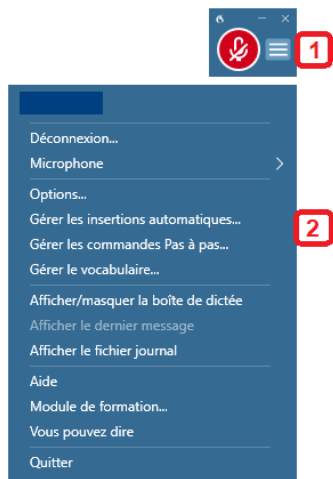 1
Déconnexion...
Microphone
Options...
Gérer les insertions automatiques...
2
Gérer les commandes Pas à pas...
Gérer le vocabulaire...
Afficher/masquer la boîte de dictée
Afficher le dernier message
Afficher le fichier journal
Aide
Module de formation...
Vous pouvez dire
Quitter